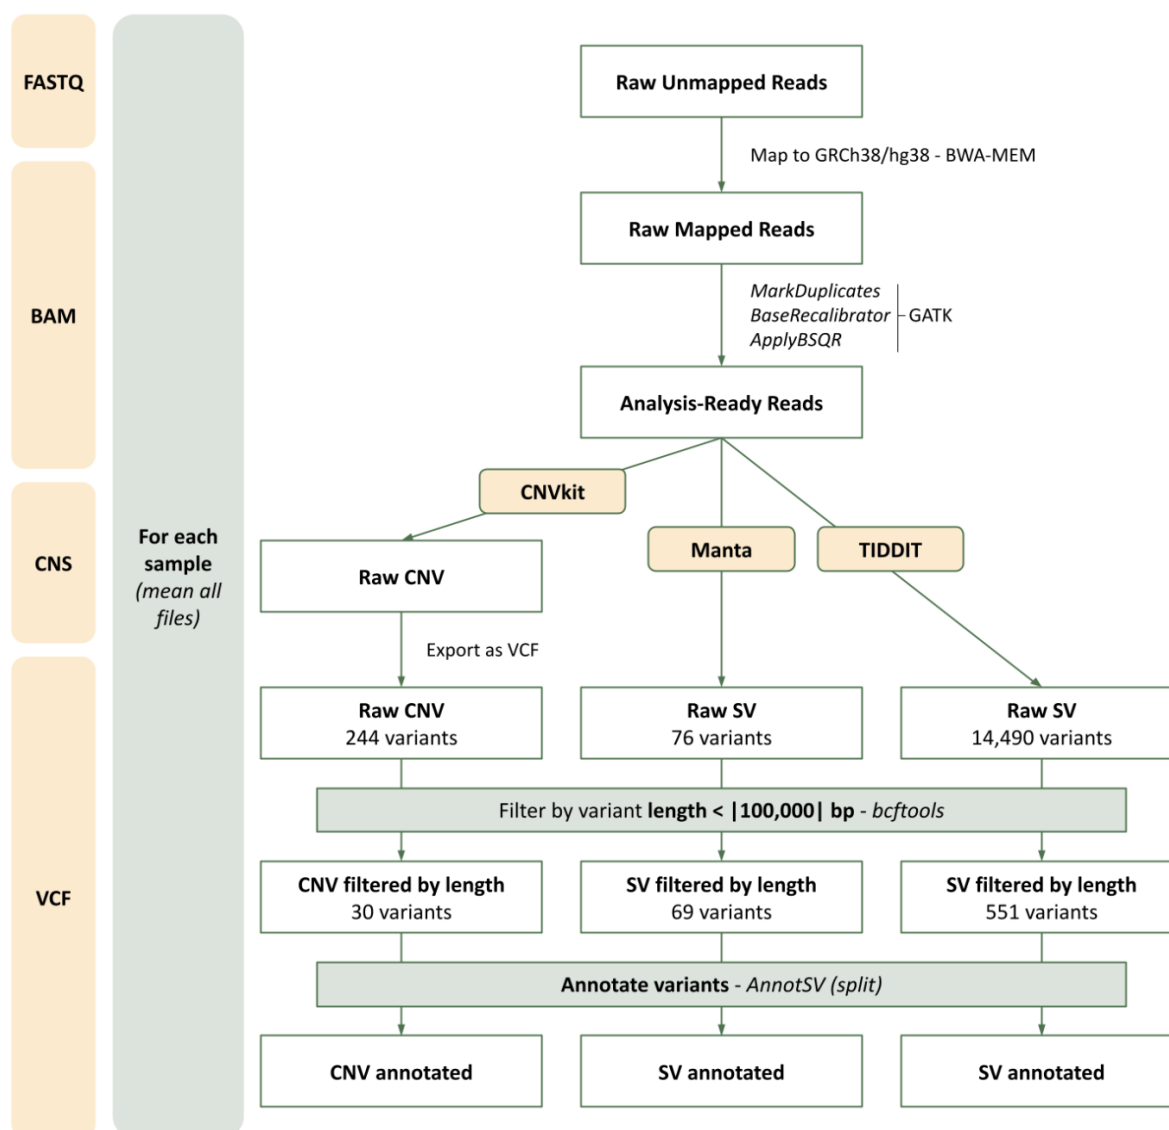 FASTQ
BAM
CNS
VCF
For each
sample
(mean all
files)
Raw Unmapped Reads
Map to GRCh38/hg38 - BWA-MEM
Raw Mapped Reads
MarkDuplicates
BaseRecalibrator
ApplyBSQR
GATK
Analysis-Ready Reads
CNVkit
Manta
TIDDIT
Raw CNV
Export as VCF
Raw CNV
244 variants
Raw SV
76 variants
Raw SV
14,490 variants
Filter by variant length < |100,000| bp - bcftools
CNV filtered by length
30 variants
SV filtered by length
69 variants
SV filtered by length
551 variants
Annotate variants - AnnotSV (split)
CNV annotated
SV annotated
SV annotated